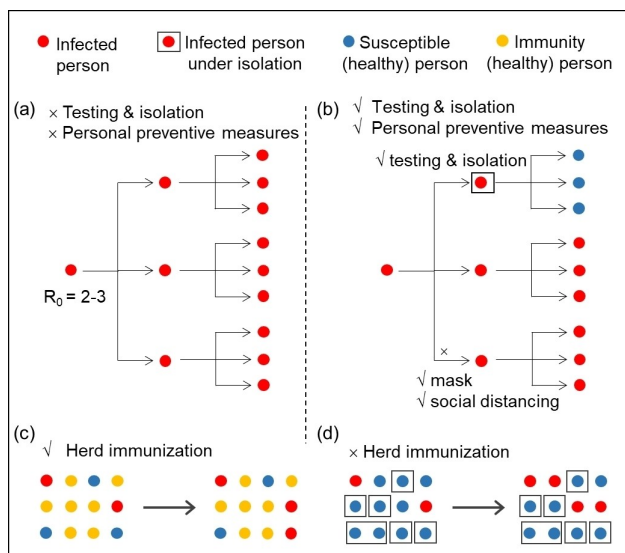 Infected person
Infected person under isolation
Susceptible (healthy) person
Immunity (healthy) person
(a)
× Testing & isolation
× Personal preventive measures
R₀ = 2-3
(b)
√ Testing & isolation
√ Personal preventive measures
√ testing & isolation
×
√ mask
√ social distancing
(c)
√ Herd immunization
(d)
× Herd immunization